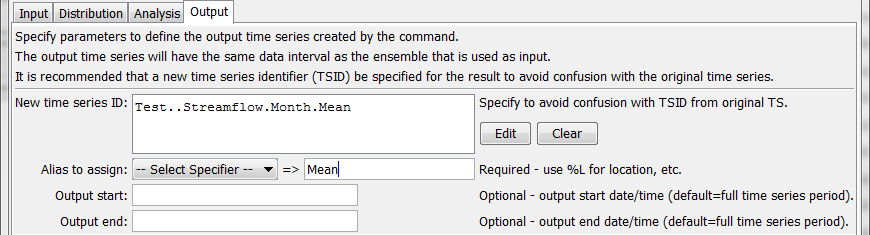 Input Distribution Analysis Output
Specify parameters to define the output time series created by the command.
The output time series will have the same data interval as the ensemble that is used as input.
It is recommended that a new time series identifier (TSID) be specified for the result to avoid confusion with the original time series.
New time series ID: Test..Streamflow.Month.Mean Specify to avoid confusion with TSID from original TS.
Edit Clear
Alias to assign: -- Select Specifier -- => Mean Required - use %L for location, etc.
Output start: Optional - output start date/time (default=full time series period).
Output end: Optional - output end date/time (default=full time series period).